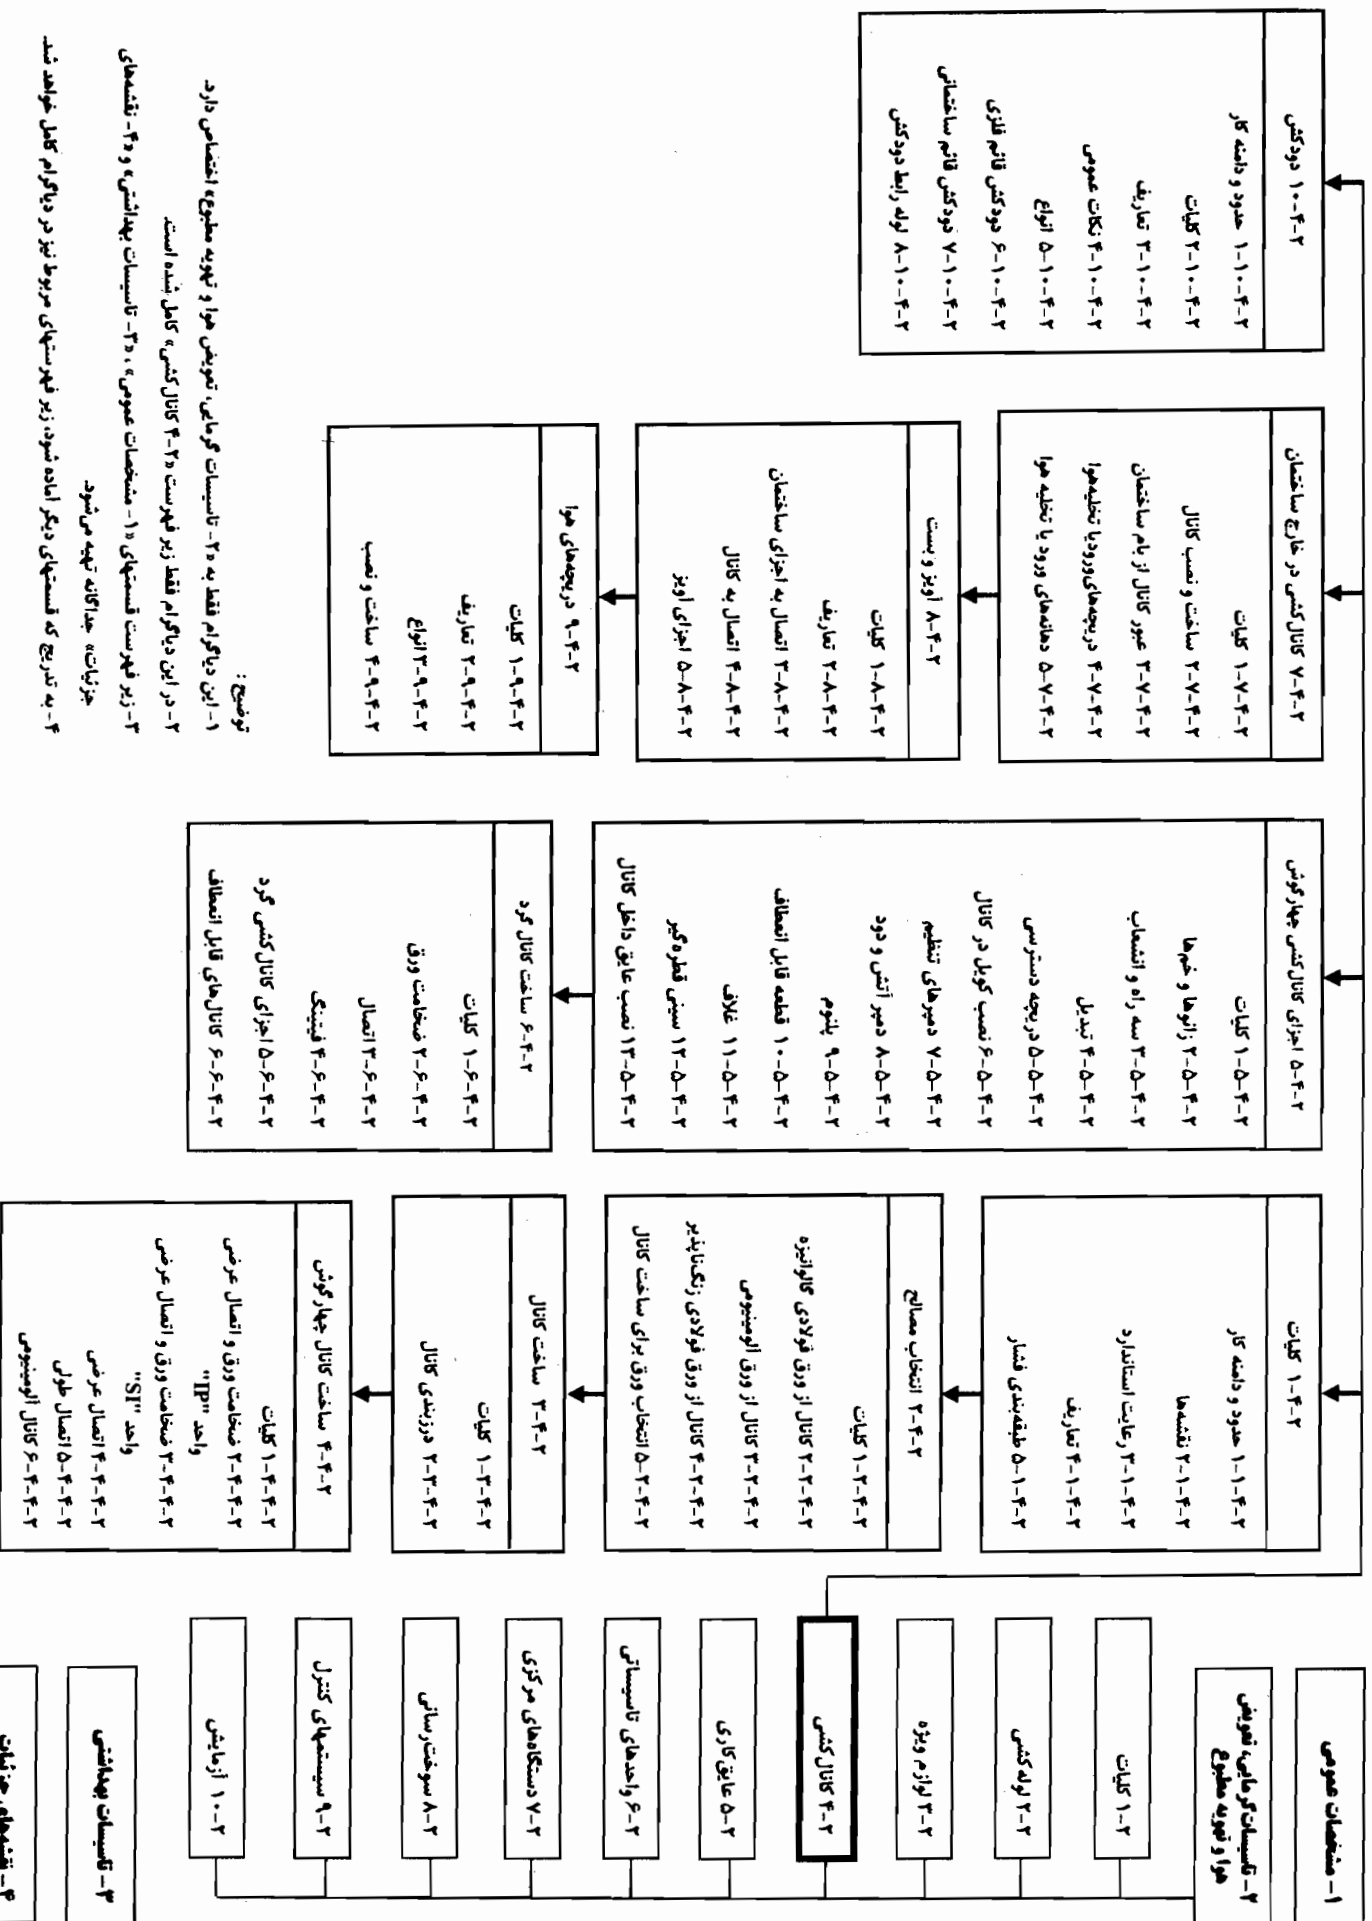 ۱- مشخصات عمومی
۲- تاسیسات گرمایی، تعویض
هوا و تهویه مطبوع
۳- تاسیسات بهداشتی
۴- نقشه‌های جزئیات
۲-۱ کلیات
۲-۲ لوله کشی
۲-۳ لوازم ویژه
۲-۴ کانال کشی
۲-۵ عایق کاری
۲-۶ واحدهای تاسیساتی
۲-۷ دستگاههای مرکزی
۲-۸ سوخت‌رسانی
۲-۹ سیستمهای کنترل
۲-۱۰ آزمایش
۲-۴-۱ کلیات
۲-۴-۱-۱ حدود و دامنه کار
۲-۴-۱-۲ نقشه‌ها
۲-۴-۱-۳ رعایت استاندارد
۲-۴-۱-۴ تعاریف
۲-۴-۱-۵ طبقه‌بندی فشار
۲-۴-۲ انتخاب مصالح
۲-۴-۲-۱ کلیات
۲-۴-۲-۲ کانال از ورق فولادی گالوانیزه
۲-۴-۲-۳ کانال از ورق آلومینیومی
۲-۴-۲-۴ کانال از ورق فولادی زنگ‌ناپذیر
۲-۴-۲-۵ انتخاب ورق برای ساخت کانال
۲-۴-۳ ساخت کانال
۲-۴-۳-۱ کلیات
۲-۴-۳-۲ درزبندی کانال
۲-۴-۴ ساخت کانال چهارگوش
۲-۴-۴-۱ کلیات
۲-۴-۴-۲ ضخامت ورق و اتصال عرضی
واحد "IP"
۲-۴-۴-۳ ضخامت ورق و اتصال عرضی
واحد "SI"
۲-۴-۴-۴ اتصال عرضی
۲-۴-۴-۵ اتصال طولی
۲-۴-۴-۶ کانال آلومینیومی
۲-۴-۵ اجزای کانال‌کشی چهارگوش
۲-۴-۵-۱ کلیات
۲-۴-۵-۲ زانوها و خم‌ها
۲-۴-۵-۳ سه راه و انشعاب
۲-۴-۵-۴ تبدیل
۲-۴-۵-۵ دریچه دسترسی
۲-۴-۵-۶ نصب کویل در کانال
۲-۴-۵-۷ دمپرهای تنظیم
۲-۴-۵-۸ دمپر آتش و دود
۲-۴-۵-۹ پلنوم
۲-۴-۵-۱۰ قطعه قابل انعطاف
۲-۴-۵-۱۱ غلاف
۲-۴-۵-۱۲ سینی قطره‌گیر
۲-۴-۵-۱۳ نصب عایق داخل کانال
۲-۴-۶ ساخت کانال گرد
۲-۴-۶-۱ کلیات
۲-۴-۶-۲ ضخامت ورق
۲-۴-۶-۳ اتصال
۲-۴-۶-۴ فیتینگ
۲-۴-۶-۵ اجزای کانال‌کشی گرد
۲-۴-۶-۶ کانال‌های قابل انعطاف
۲-۴-۷ کانال‌کشی در خارج ساختمان
۲-۴-۷-۱ کلیات
۲-۴-۷-۲ ساخت و نصب کانال
۲-۴-۷-۳ عبور کانال از بام ساختمان
۲-۴-۷-۴ دریچه‌های‌ورودیا تخلیه‌هوا
۲-۴-۷-۵ دهانه‌های ورود یا تخلیه هوا
۲-۴-۸ آویز و بست
۲-۴-۸-۱ کلیات
۲-۴-۸-۲ تعاریف
۲-۴-۸-۳ اتصال به اجزای ساختمان
۲-۴-۸-۴ اتصال به کانال
۲-۴-۸-۵ اجزای آویز
۲-۴-۹ دریچه‌های هوا
۲-۴-۹-۱ کلیات
۲-۴-۹-۲ تعاریف
۲-۴-۹-۳ انواع
۲-۴-۹-۴ ساخت و نصب
۲-۴-۱۰ دودکش
۲-۴-۱۰-۱ حدود و دامنه کار
۲-۴-۱۰-۲ کلیات
۲-۴-۱۰-۳ تعاریف
۲-۴-۱۰-۴ نکات عمومی
۲-۴-۱۰-۵ انواع
۲-۴-۱۰-۶ دودکش قائم فلزی
۲-۴-۱۰-۷ دودکش قائم ساختمانی
۲-۴-۱۰-۸ لوله رابط دودکش
توضیح :
۱- این دیاگرام فقط به «۲- تاسیسات گرمایی، تعویض هوا و تهویه مطبوع» اختصاص دارد.
۲- در این دیاگرام فقط زیر فهرست «۲-۴ کانال کشی» کامل شده است.
۳- زیر فهرست قسمتهای «۱- مشخصات عمومی» ، «۳- تاسیسات بهداشتی» و «۴- نقشه‌های
جزئیات» جداگانه تهیه می‌شود.
۴- به تدریج که قسمتهای دیگر آماده شود، زیر فهرستهای مربوط نیز در دیاگرام کامل خواهد شد.